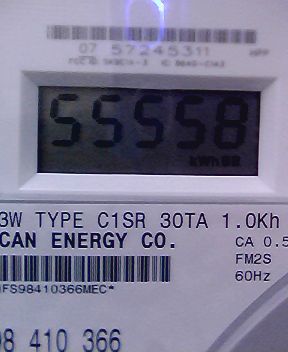 07 57245311
55558
kWh
3W TYPE C1SR 30TA 1.0Kh
CAN ENERGY CO.
CA 0.5
FM2S
60Hz
FS98410366MEC*
98 410 366